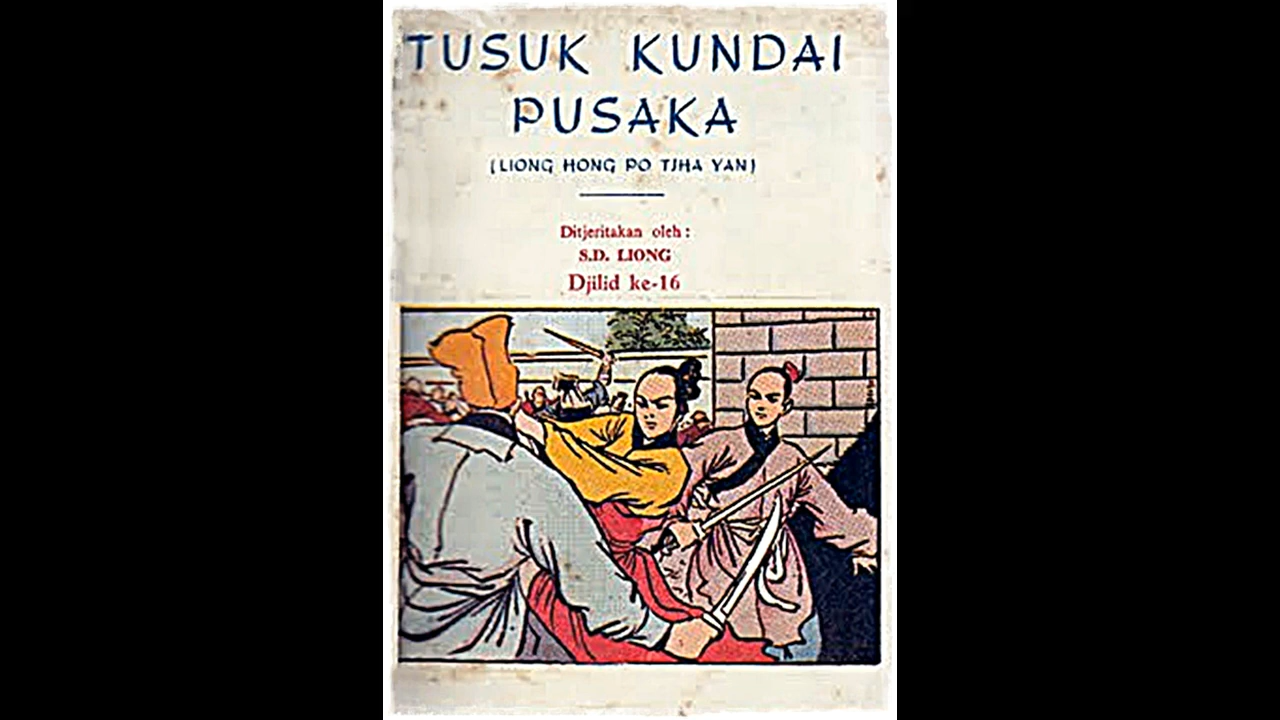 TUSUK KUNDAI
PUSAKA
(LIONG HONG PO TJHA YAN)
Ditjeritakan oleh :
S.D. LIONG
Djilid ke-16